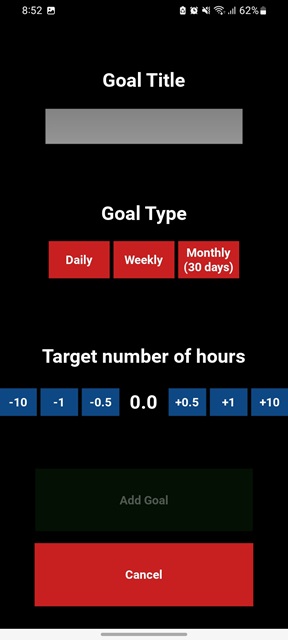 8:52 62%
Goal Title
Goal Type
Daily Weekly Monthly
(30 days)
Target number of hours
-10 -1 -0.5 0.0 +0.5 +1 +10
Add Goal
Cancel